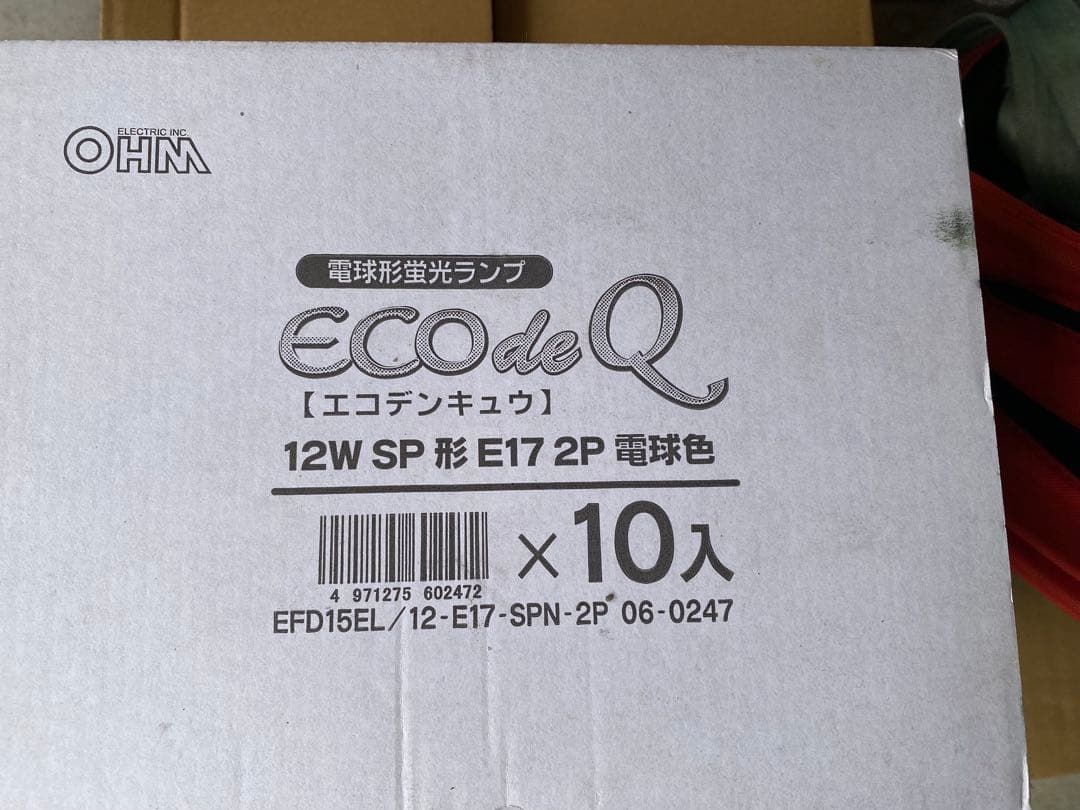 ELECTRIC INC.
OHM
電球形蛍光ランプ
ECO de Q
【エコデンキュウ】
12W SP 形 E17 2P 電球色
×10入
4 971275 602472
EFD15EL/12-E17-SPN-2P 06-0247